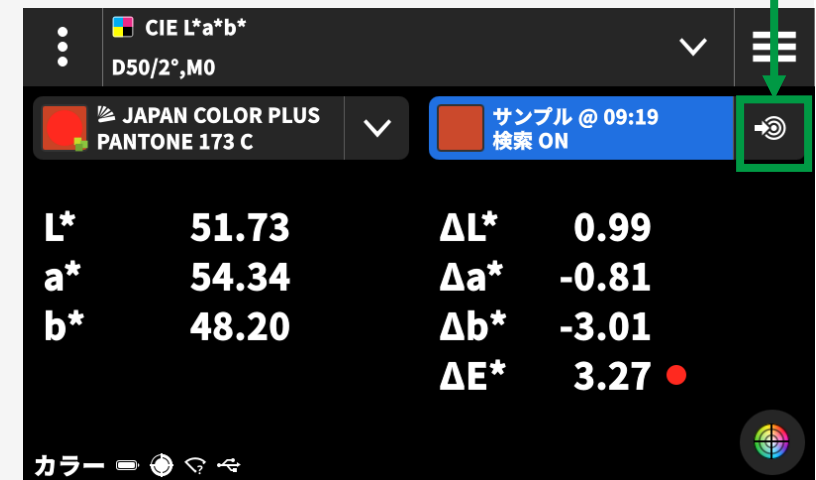 CIE L*a*b*
D50/2°,M0
JAPAN COLOR PLUS
PANTONE 173 C
サンプル @ 09:19
検索 ON
L* 51.73 ΔL* 0.99
a* 54.34 Δa* -0.81
b* 48.20 Δb* -3.01
ΔE* 3.27
カラー